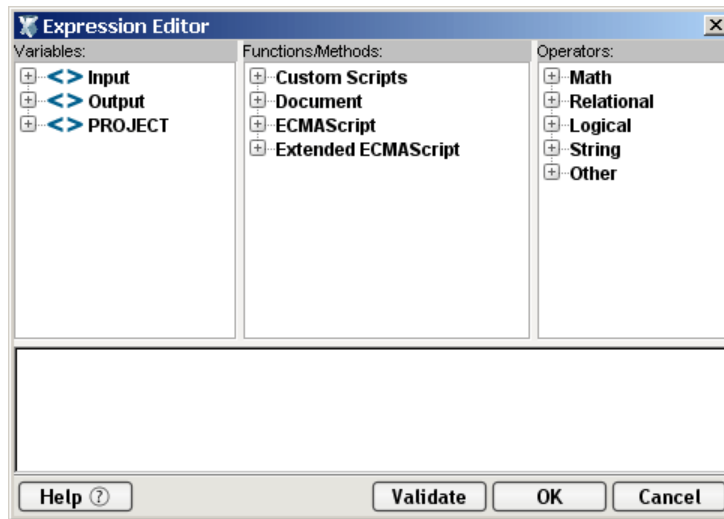 Expression Editor
Variables:
Functions/Methods:
Operators:
Input
Output
PROJECT
Custom Scripts
Document
ECMAScript
Extended ECMAScript
Math
Relational
Logical
String
Other
Help ?
Validate
OK
Cancel